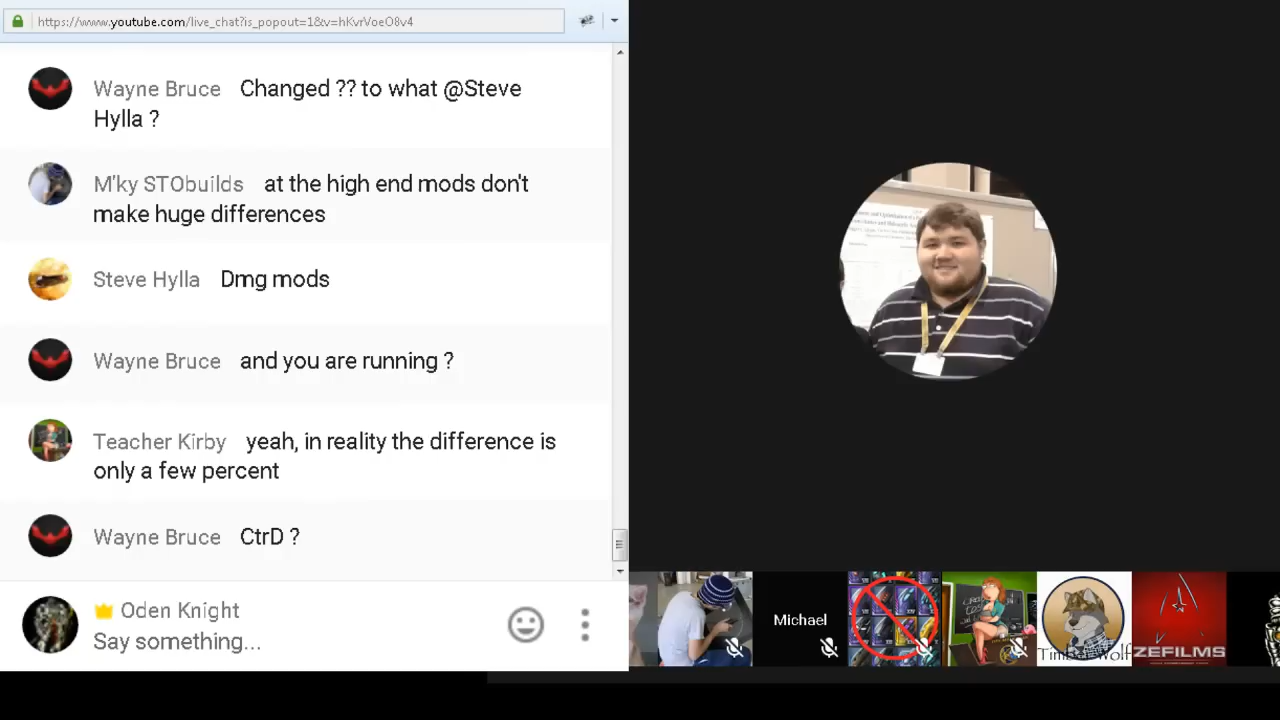 https://www.youtube.com/live_chat?is_popout=1&v=hKvrVoeO8v4
Wayne Bruce Changed ?? to what @Steve
Hylla ?
M'ky STObuilds at the high end mods don't
make huge differences
Steve Hylla Dmg mods
Wayne Bruce and you are running ?
Teacher Kirby yeah, in reality the difference is
only a few percent
Wayne Bruce CtrD ?
Oden Knight
Say something...
Michael
ZEFILMS